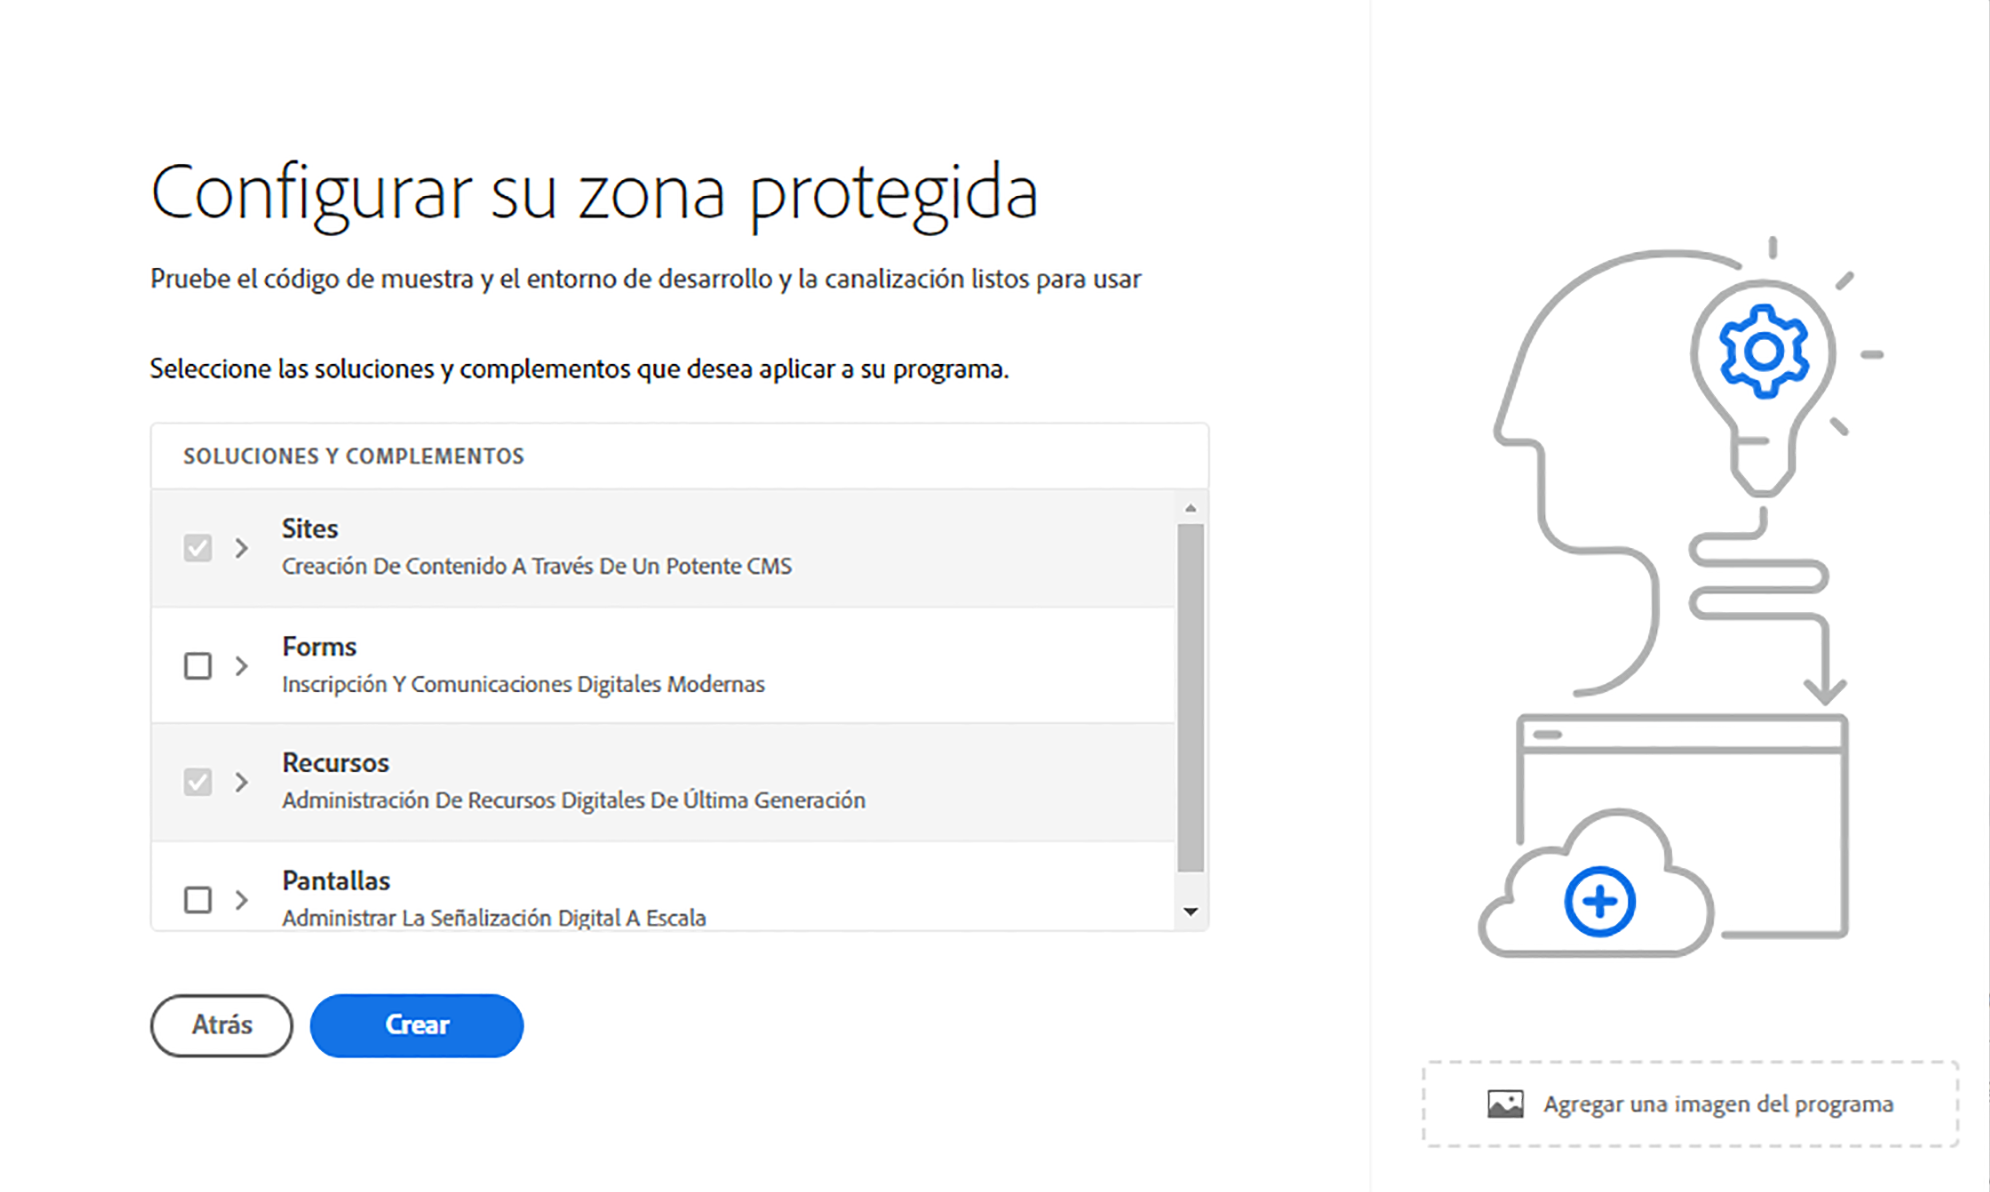 Configurar su zona protegida
Pruebe el código de muestra y el entorno de desarrollo y la canalización listos para usar
Seleccione las soluciones y complementos que desea aplicar a su programa.
SOLUCIONES Y COMPLEMENTOS
Sites
Creación De Contenido A Través De Un Potente CMS
Forms
Inscripción Y Comunicaciones Digitales Modernas
Recursos
Administración De Recursos Digitales De Última Generación
Pantallas
Administrar La Señalización Digital A Escala
Atrás
Crear
Agregar una imagen del programa